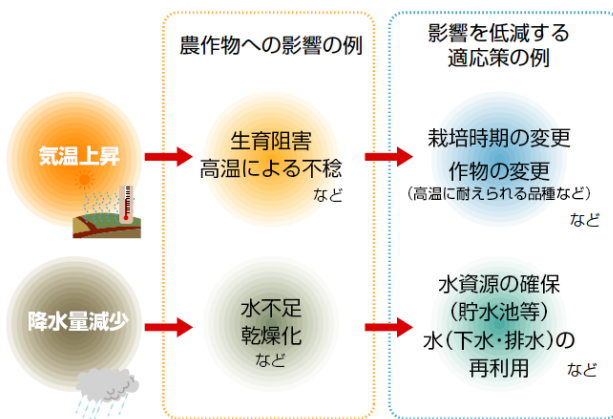 農作物への影響の例
影響を低減する
適応策の例
気温上昇
生育阻害
高温による不稔
など
栽培時期の変更
作物の変更
(高温に耐えられる品種など)
など
降水量減少
水不足
乾燥化
など
水資源の確保
(貯水池等)
水(下水・排水)の
再利用
など